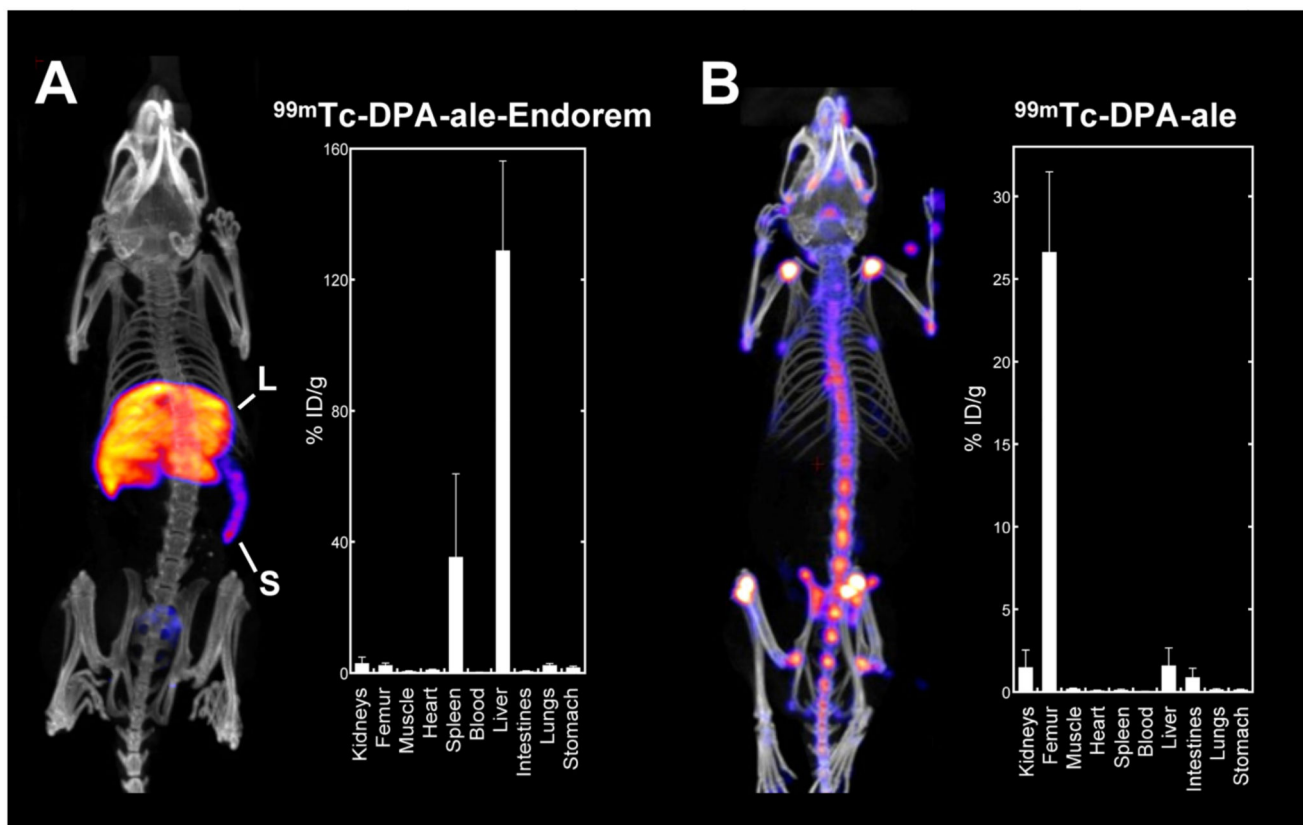 A
99mTc-DPA-ale-Endorem
160
120
80
40
0
% ID/g
L
S
Kidneys
Femur
Muscle
Heart
Spleen
Blood
Liver
Intestines
Lungs
Stomach
B
99mTc-DPA-ale
30
25
20
15
10
5
0
% ID/g
Kidneys
Femur
Muscle
Heart
Spleen
Blood
Liver
Intestines
Lungs
Stomach